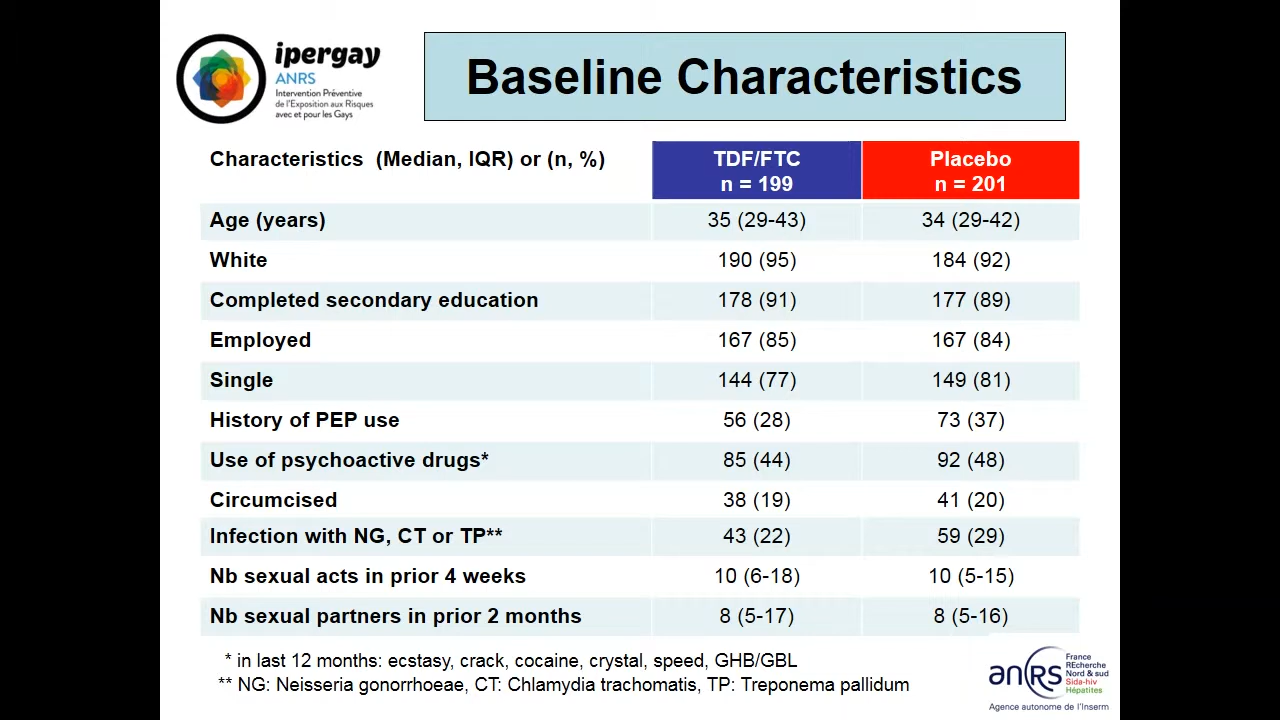 ipergay
ANRS
Intervention Préventive
de l'Exposition aux Risques
avec et pour les Gays
Baseline Characteristics
Characteristics (Median, IQR) or (n, %) TDF/FTC n = 199 Placebo n = 201
Age (years) 35 (29-43) 34 (29-42)
White 190 (95) 184 (92)
Completed secondary education 178 (91) 177 (89)
Employed 167 (85) 167 (84)
Single 144 (77) 149 (81)
History of PEP use 56 (28) 73 (37)
Use of psychoactive drugs* 85 (44) 92 (48)
Circumcised 38 (19) 41 (20)
Infection with NG, CT or TP** 43 (22) 59 (29)
Nb sexual acts in prior 4 weeks 10 (6-18) 10 (5-15)
Nb sexual partners in prior 2 months 8 (5-17) 8 (5-16)
* in last 12 months: ecstasy, crack, cocaine, crystal, speed, GHB/GBL
** NG: Neisseria gonorrhoeae, CT: Chlamydia trachomatis, TP: Treponema pallidum
anRS
France
REcherche
Nord & sud
Sida-hiv
Hépatites
Agence autonome de l'Inserm